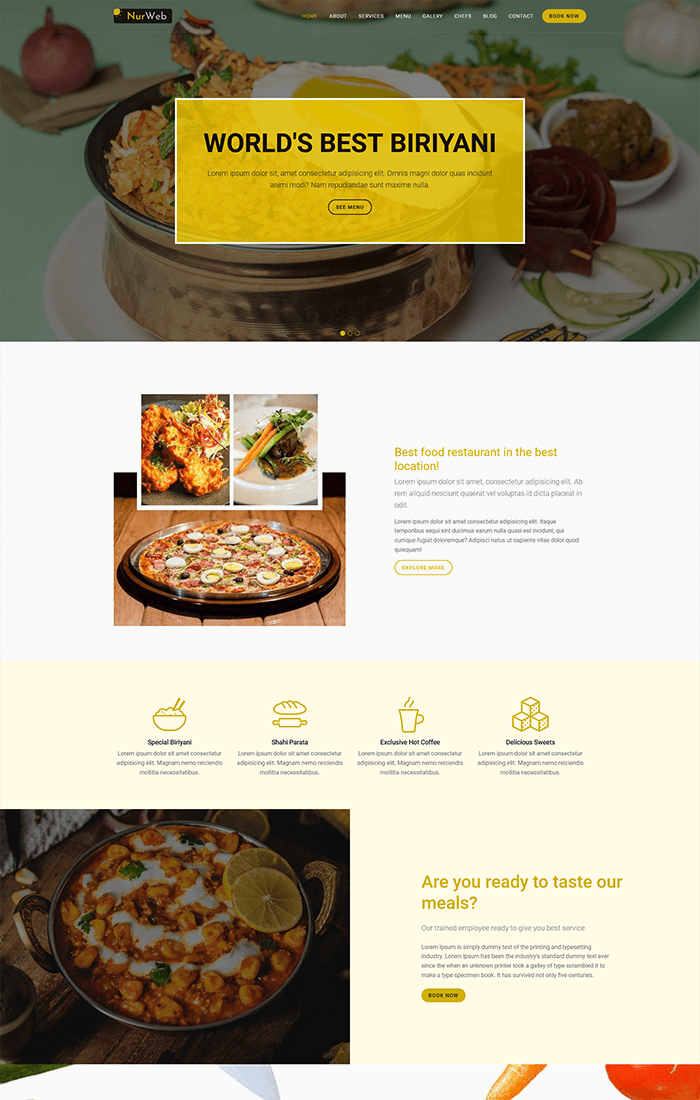 NurWeb
HOME ABOUT SERVICES MENU GALERY CHEFS BLOG CONTACT BOOK NOW
WORLD'S BEST BIRIYANI
Lorem ipsum dolor sit, amet consectetur adipisicing elit. Omnis magni dolor quas incidunt
animi modi? Nam repudiandae sunt maxime nulla.
SEE MENU
Best food restaurant in the best
location!
Lorem ipsum dolor sit amet, consectetur adipisicing elit. Ab
rem aliquid nesciunt quaerat vel voluptas id dicta placeat in
odit.
Lorem ipsum dolor sit amet consectetur adipisicing elit. Itaque
temporibus sequi sint ducimus earum nulla quasi est incidunt, qui
cumque fugiat doloremque? Adipisci natus ut sapiente vitae dolor quod
quisquam!
EXPLORE MORE
Special Biriyani
Lorem ipsum dolor sit amet consectetur
adipisicing elit. Magnam nemo reiciendis
mollitia necessitatibus.
Shahi Parata
Lorem ipsum dolor sit amet consectetur
adipisicing elit. Magnam nemo reiciendis
mollitia necessitatibus.
Exclusive Hot Coffee
Lorem ipsum dolor sit amet consectetur
adipisicing elit. Magnam nemo reiciendis
mollitia necessitatibus.
Delicious Sweets
Lorem ipsum dolor sit amet consectetur
adipisicing elit. Magnam nemo reiciendis
mollitia necessitatibus.
Are you ready to taste our
meals?
Our trained employee ready to give you best service.
Lorem Ipsum is simply dummy text of the printing and typesetting
industry. Lorem Ipsum has been the industry's standard dummy text ever
since the when an unknown printer took a galley of type scrambled it to
make a type specimen book. It has survived not only five centuries.
BOOK NOW